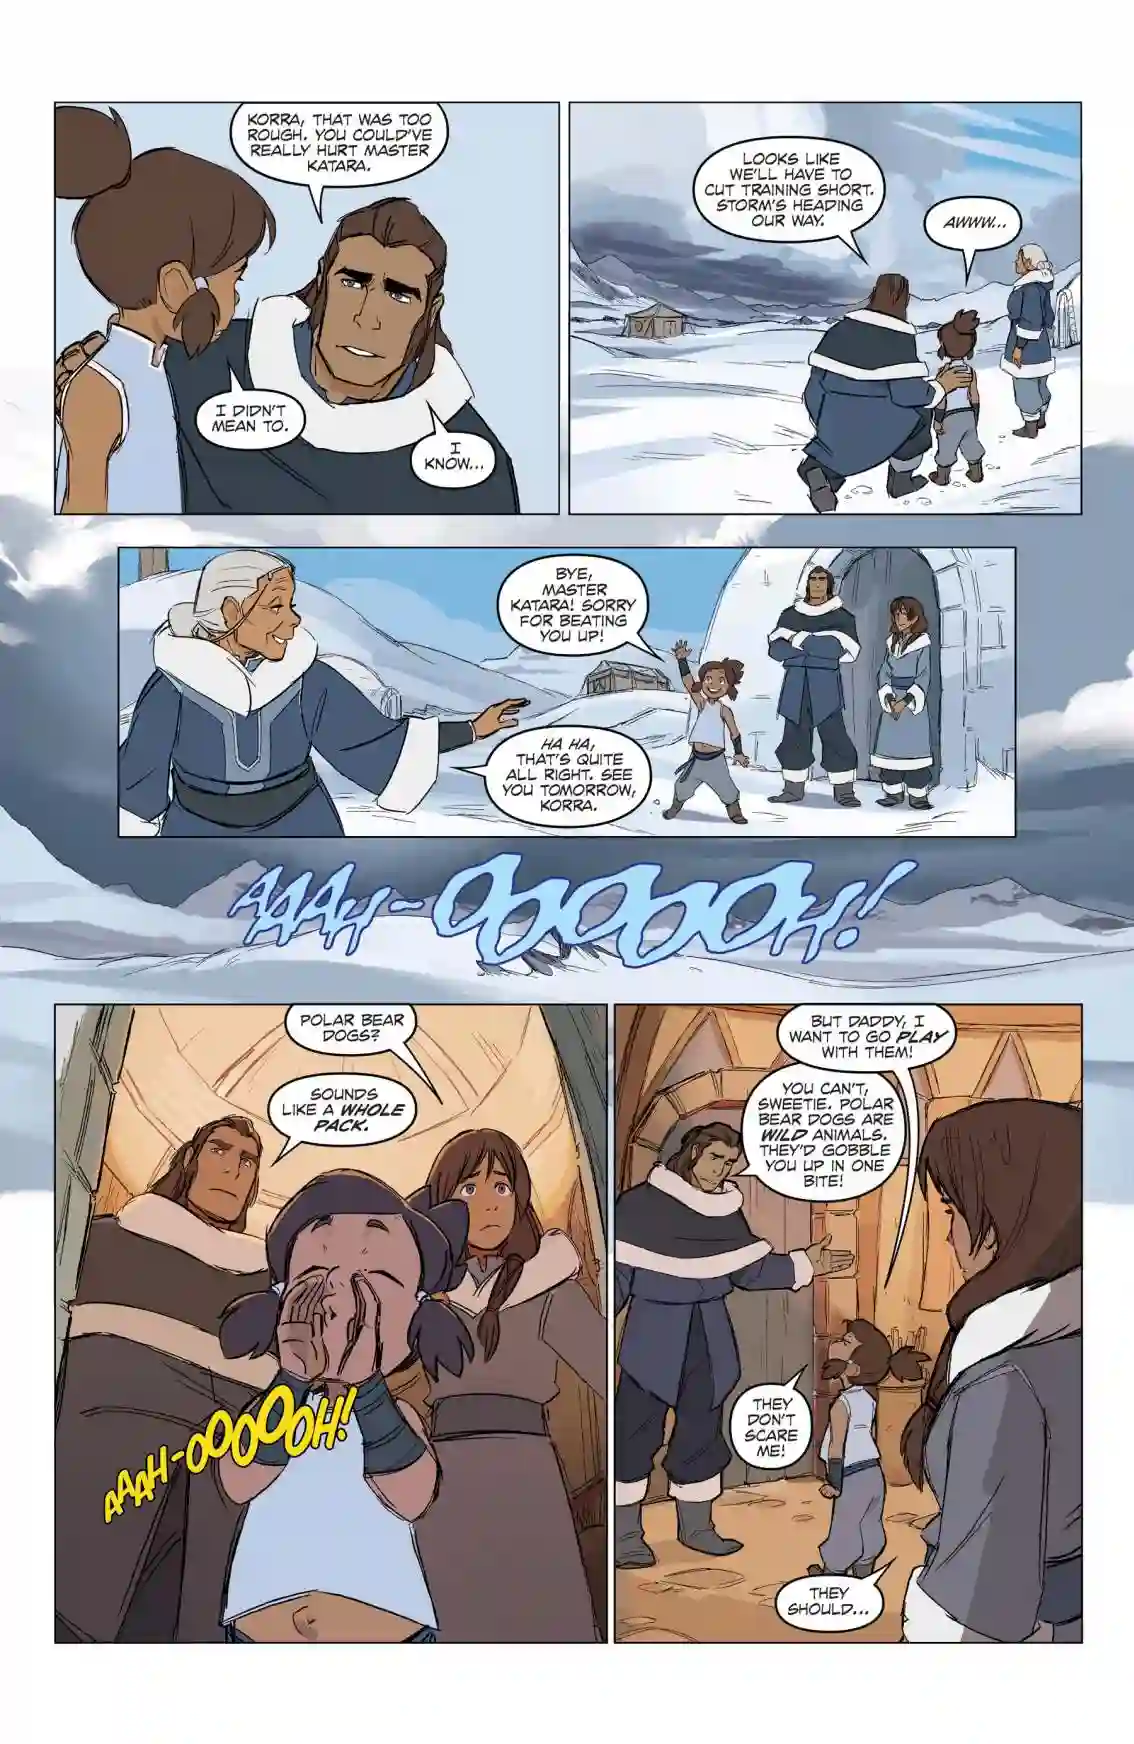 KORRA, THAT WAS TOO
ROUGH. YOU COULD'VE
REALLY HURT MASTER
KATARA.
I DIDN'T
MEAN TO.
I
KNOW...
LOOKS LIKE
WE'LL HAVE TO
CUT TRAINING SHORT.
STORM'S HEADING
OUR WAY.
AWWW...
BYE,
MASTER
KATARA! SORRY
FOR BEATING
YOU UP!
HA HA,
THAT'S QUITE
ALL RIGHT. SEE
YOU TOMORROW,
KORRA.
AAAH-OOOOOOH!
POLAR BEAR
DOGS?
SOUNDS
LIKE A WHOLE
PACK.
AAAH-OOOOOH!
BUT DADDY, I
WANT TO GO PLAY
WITH THEM!
YOU CAN'T,
SWEETIE. POLAR
BEAR DOGS ARE
WILD ANIMALS.
THEY'D GOBBLE
YOU UP IN ONE
BITE!
THEY
DON'T
SCARE
ME!
THEY
SHOULD...